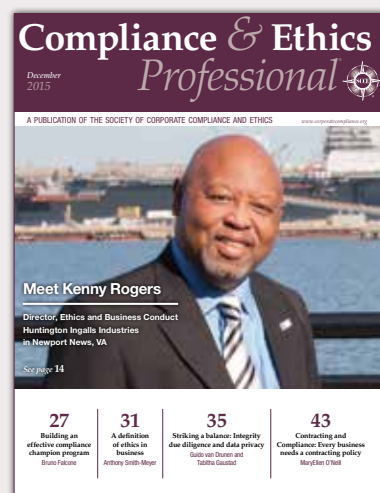 Compliance & Ethics
December
2015
Professional
SCCE
A PUBLICATION OF THE SOCIETY OF CORPORATE COMPLIANCE AND ETHICS
www.corporatecompliance.org
Meet Kenny Rogers
Director, Ethics and Business Conduct
Huntington Ingalls Industries
in Newport News, VA
See page 14
27
Building an
effective compliance
champion program
Bruno Falcone
31
A definition
of ethics in
business
Anthony Smith-Meyer
35
Striking a balance: Integrity
due diligence and data privacy
Guido van Drunen and
Tabitha Gaustad
43
Contracting and
Compliance: Every business
needs a contracting policy
MaryEllen O'Neill